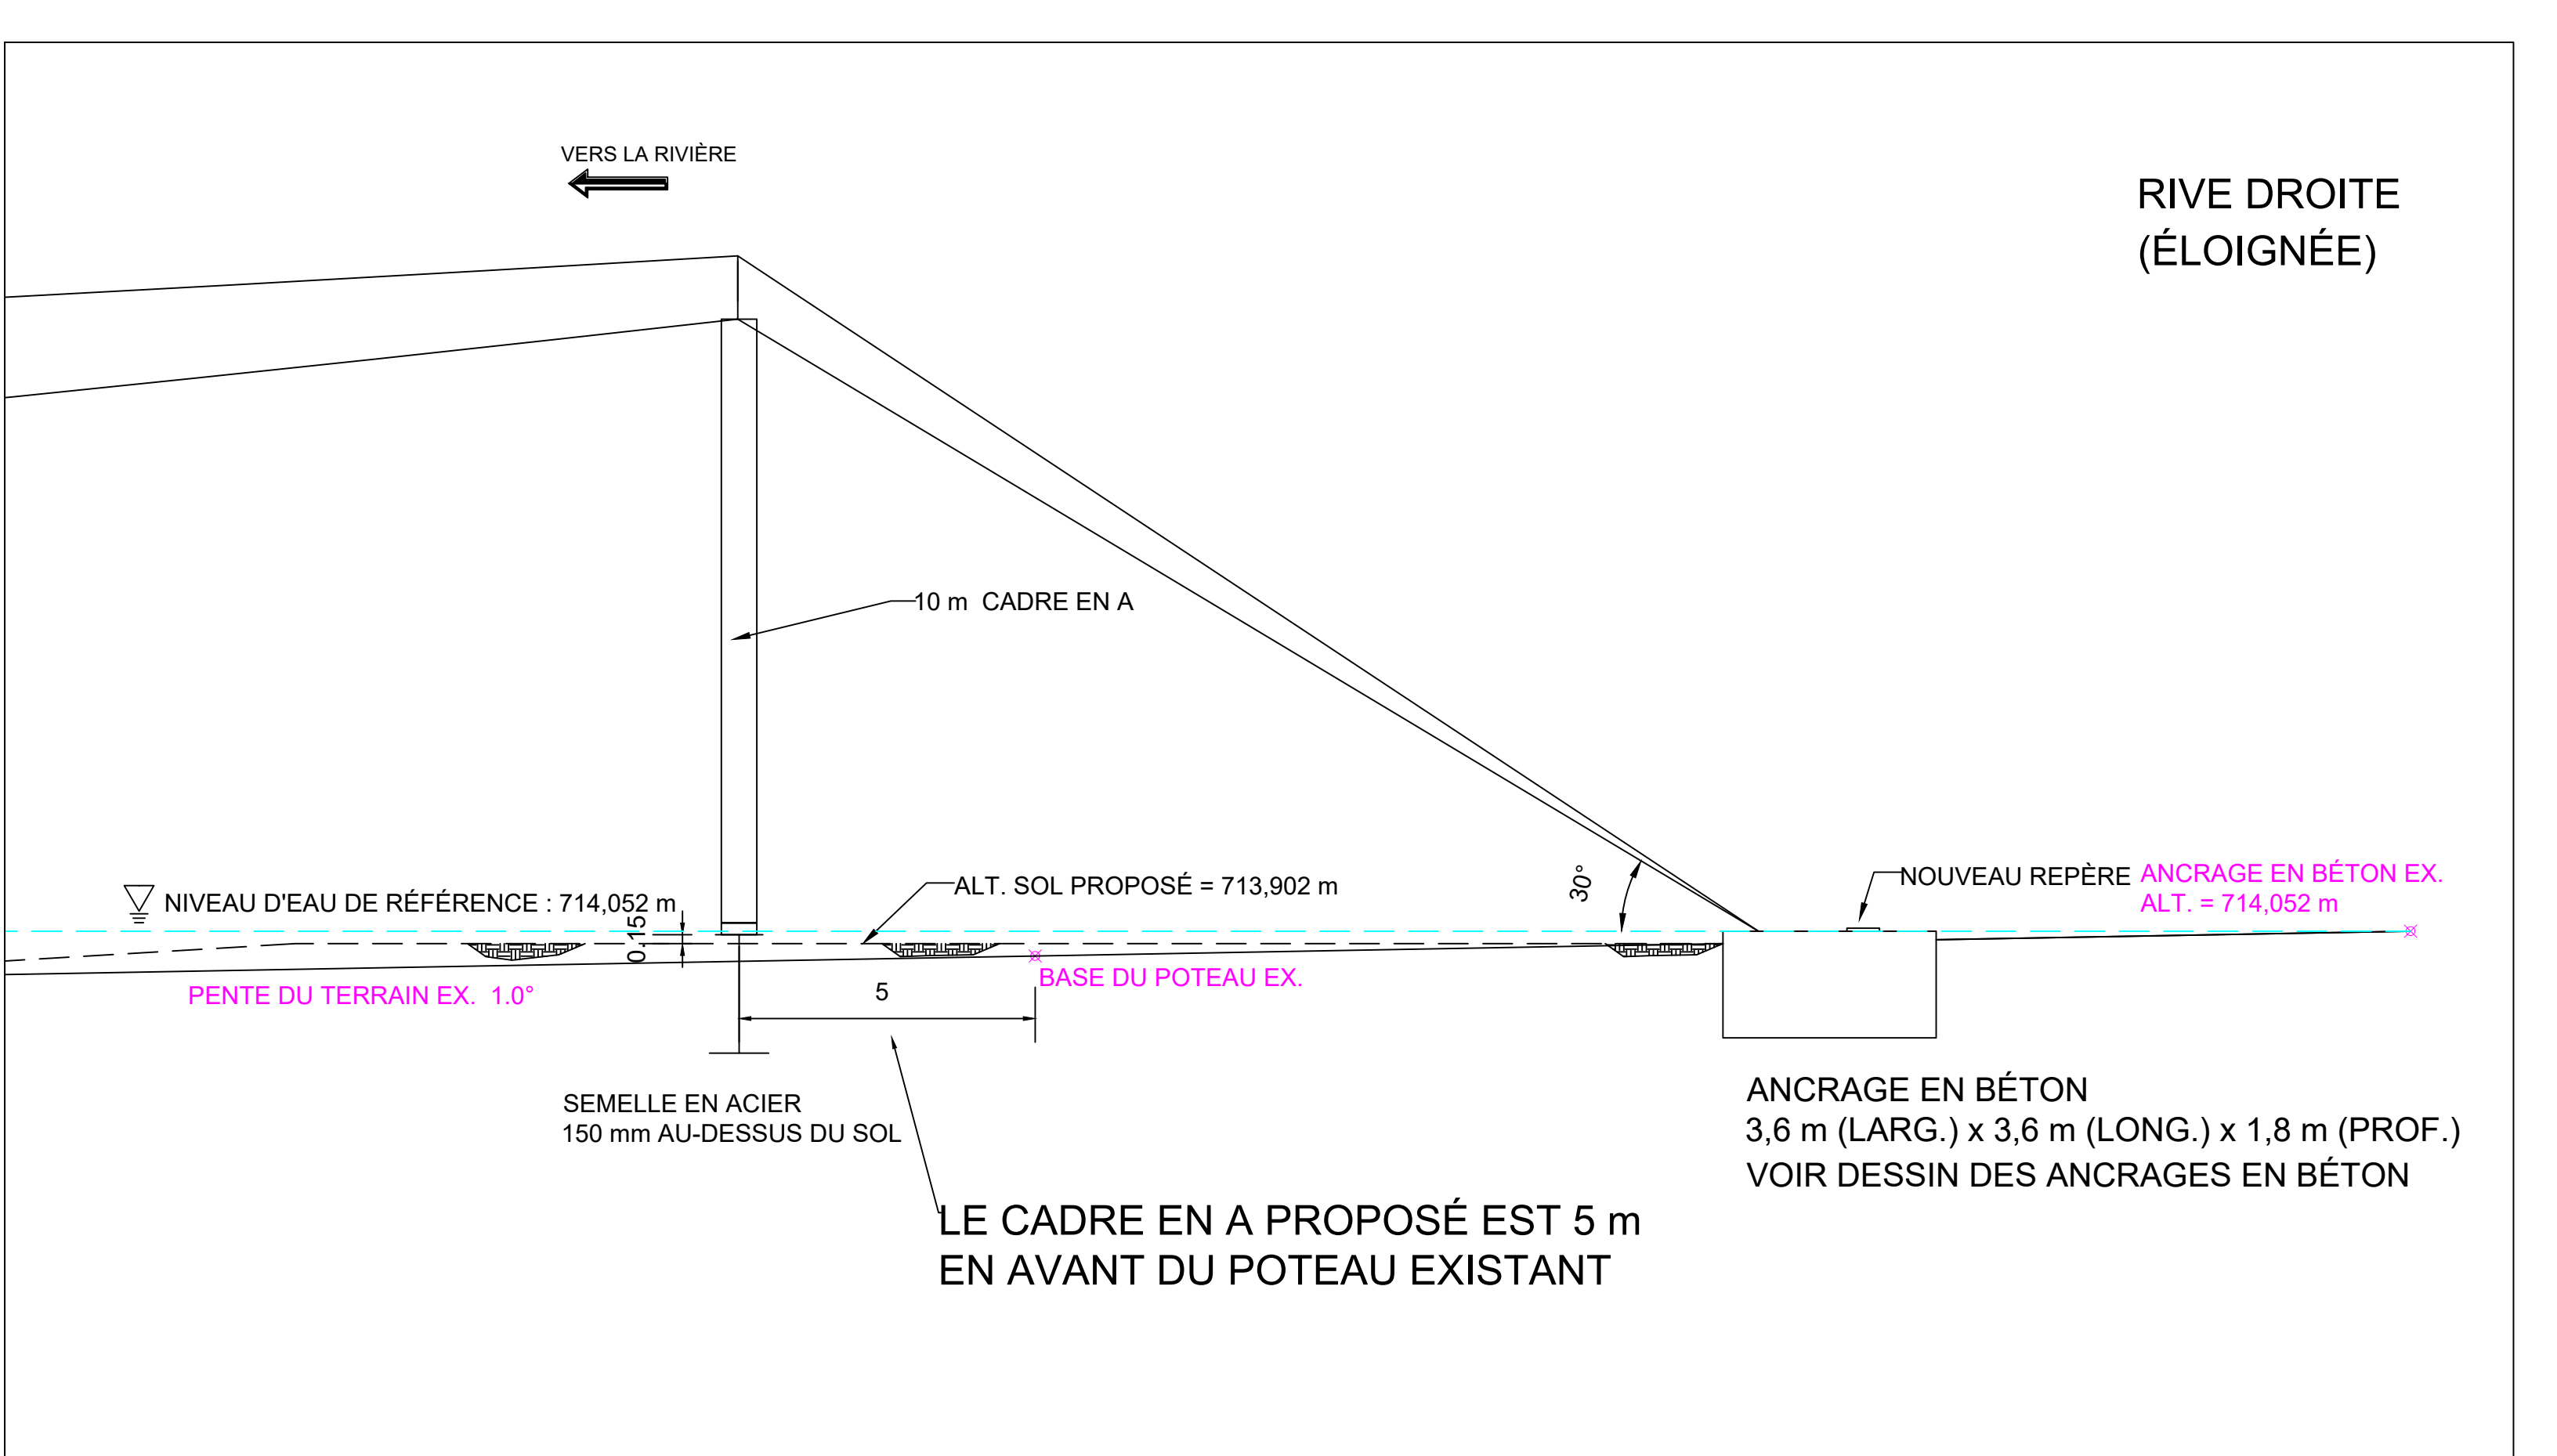 VERS LA RIVIÈRE
RIVE DROITE
(ÉLOIGNÉE)
10 m  CADRE EN A
NIVEAU D'EAU DE RÉFÉRENCE : 714,052 m
0.15
ALT. SOL PROPOSÉ = 713,902 m
30°
NOUVEAU REPÈRE
ANCRAGE EN BÉTON EX.
ALT. = 714,052 m
PENTE DU TERRAIN EX.  1.0°
5
BASE DU POTEAU EX.
SEMELLE EN ACIER
150 mm AU-DESSUS DU SOL
ANCRAGE EN BÉTON
3,6 m (LARG.) x 3,6 m (LONG.) x 1,8 m (PROF.)
VOIR DESSIN DES ANCRAGES EN BÉTON
LE CADRE EN A PROPOSÉ EST 5 m
EN AVANT DU POTEAU EXISTANT